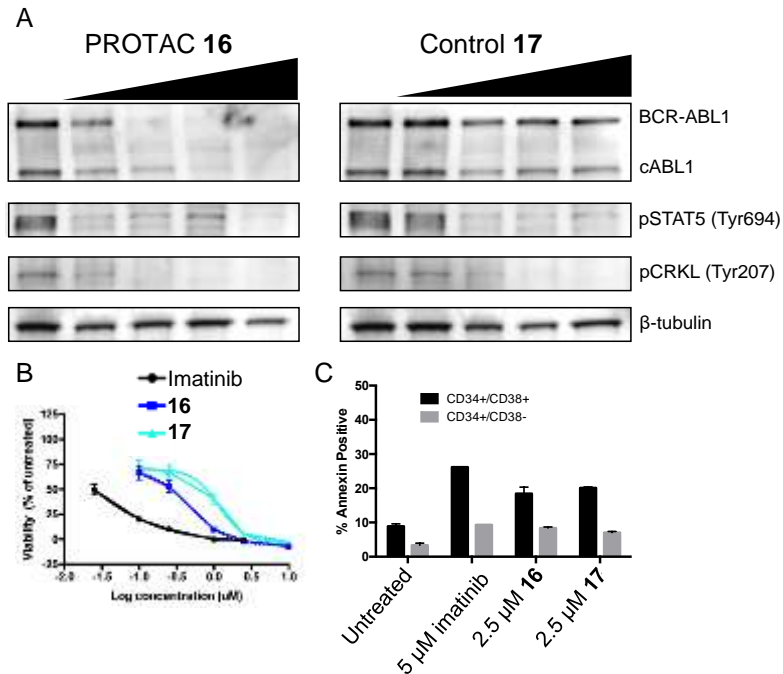 A
PROTAC 16
Control 17
BCR-ABL1
cABL1
pSTAT5 (Tyr694)
pCRKL (Tyr207)
β-tubulin
B
Imatinib
16
17
Viability (% of untreated)
125
100
75
50
25
0
-25
-2.0 -1.5 -1.0 -0.5 0.0 0.5 1.0
Log concentration (uM)
C
CD34+/CD38+
CD34+/CD38-
% Annexin Positive
50
40
30
20
10
0
Untreated
5 µM imatinib
2.5 µM 16
2.5 µM 17